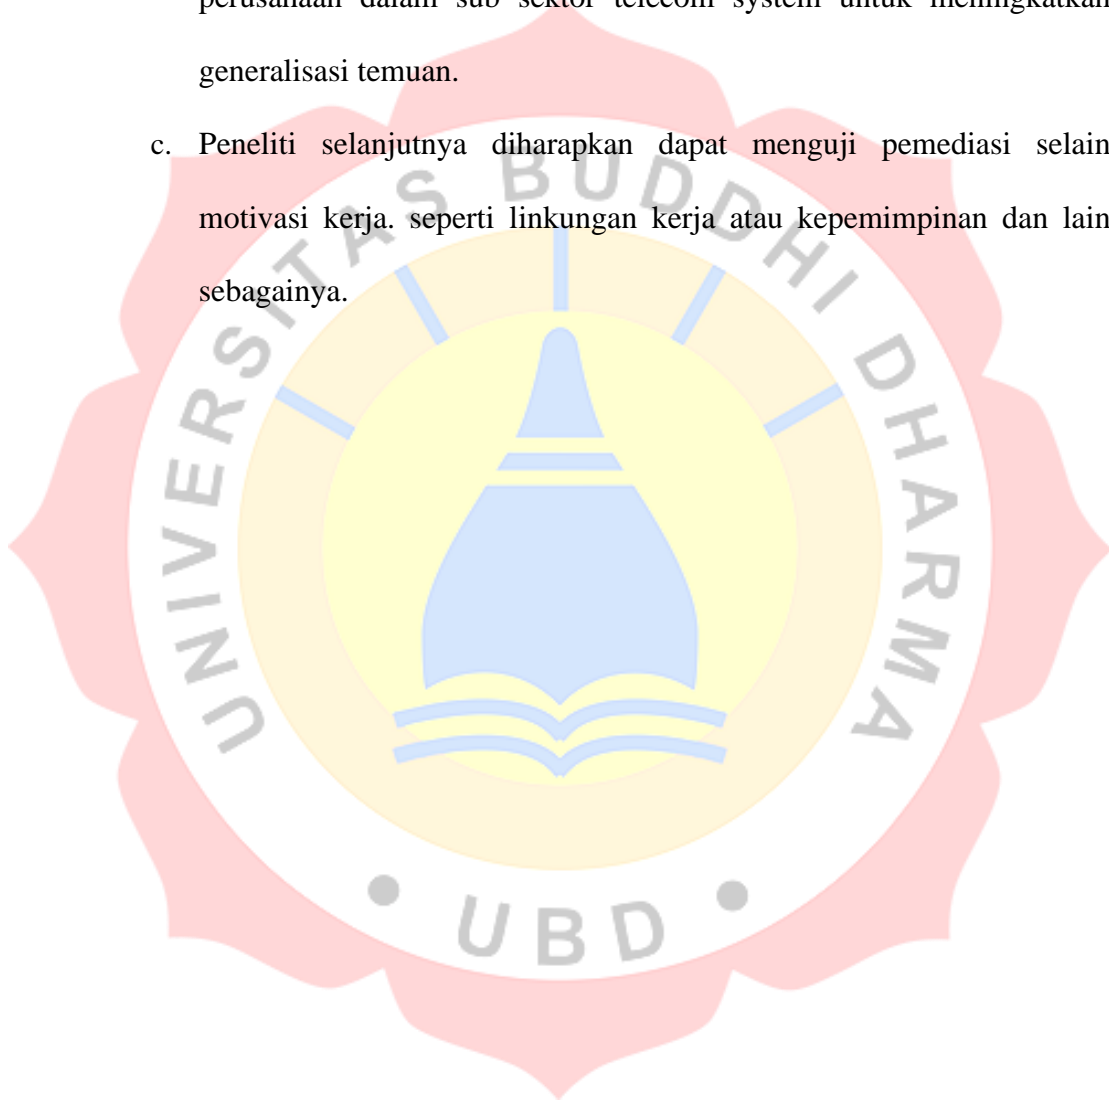 perusahaan dalam sub sektor telecom system untuk meningkatkan
generalisasi temuan.
c. Peneliti selanjutnya diharapkan dapat menguji pemediasi selain
motivasi kerja. seperti linkungan kerja atau kepemimpinan dan lain
sebagainya.
UNIVERSITAS BUDDHI DHARMA
• UBD •